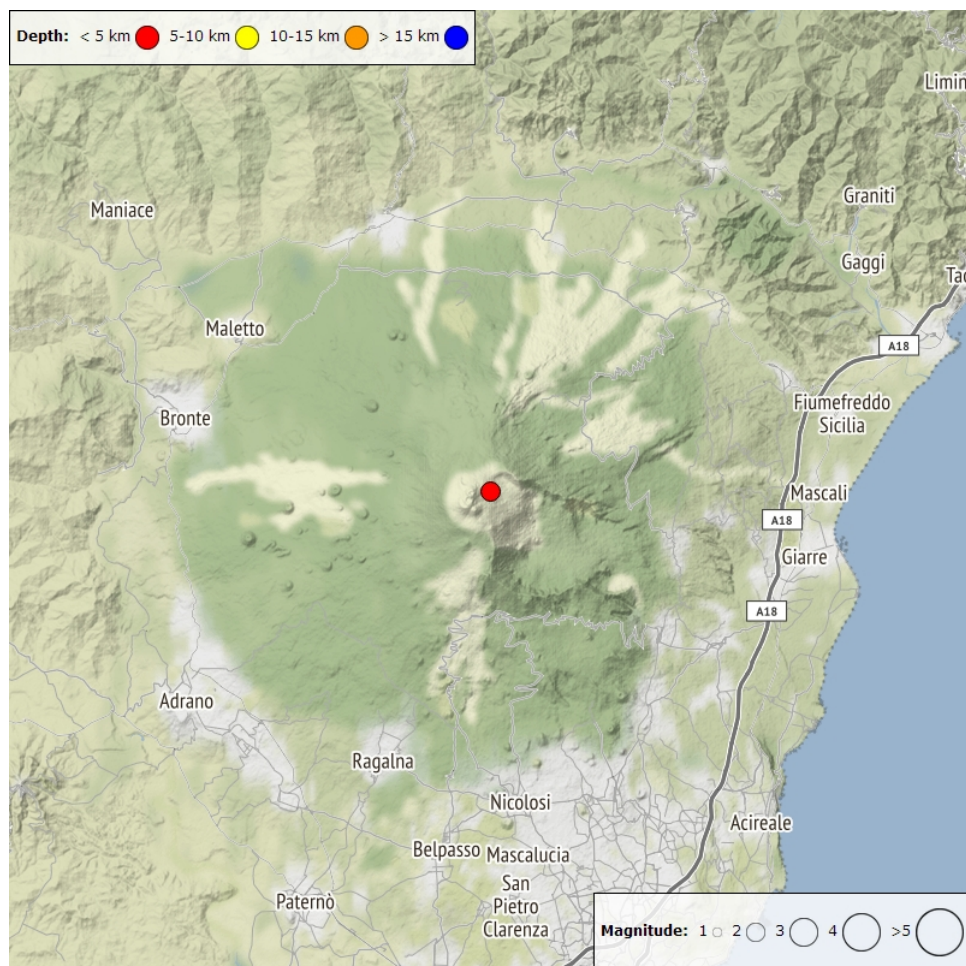 Depth: < 5 km 5-10 km 10-15 km > 15 km
Limin
Maniace
Graniti
Gaggi
Tao
Maletto
A18
Bronte
Fiumefreddo
Sicilia
Mascali
A18
Giarre
A18
Adrano
Ragalna
Nicolosi
Acireale
Belpasso
Mascalucia
San
Pietro
Clarenza
Paternò
Magnitude: 1 2 3 4 >5